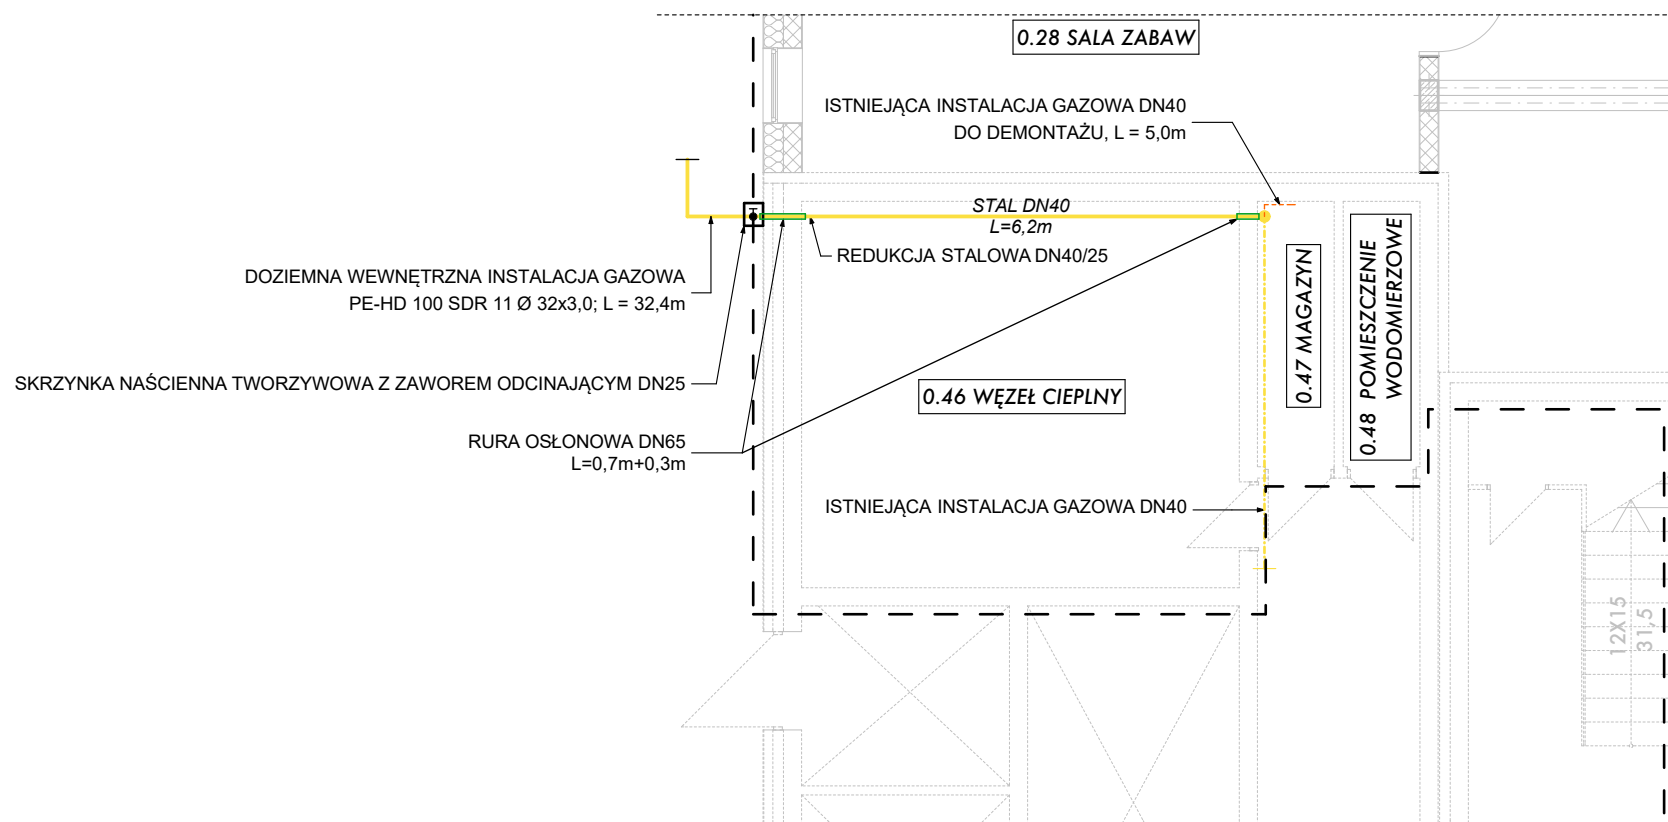 0.28 SALA ZABAW
ISTNIEJĄCA INSTALACJA GAZOWA DN40
DO DEMONTAŻU, L = 5,0m
STAL DN40
L=6,2m
REDUKCJA STALOWA DN40/25
DOZIEMNA WEWNĘTRZNA INSTALACJA GAZOWA
PE-HD 100 SDR 11 Ø 32x3,0; L = 32,4m
SKRZYNKA NAŚCIENNA TWORZYWOWA Z ZAWOREM ODCINAJĄCYM DN25
0.46 WĘZEŁ CIEPLNY
0.47 MAGAZYN
0.48 POMIESZCZENIE
WODOMIERZOWE
RURA OSŁONOWA DN65
L=0,7m+0,3m
ISTNIEJĄCA INSTALACJA GAZOWA DN40
12X15
31,5